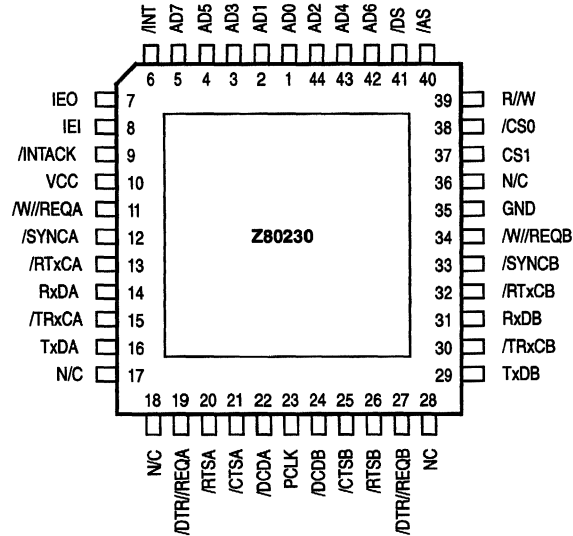 /INT AD7 AD5 AD3 AD1 AD0 AD2 AD4 AD6 /DS /AS
6 5 4 3 2 1 44 43 42 41 40
IEO 7 39 R//W
IEI 8 38 /CS0
/INTACK 9 37 CS1
VCC 10 36 N/C
/W//REQA 11 35 GND
/SYNCA 12 Z80230 34 /W//REQB
/RTxCA 13 33 /SYNCB
RxDA 14 32 /RTxCB
/TRxCA 15 31 RxDB
TxDA 16 30 /TRxCB
N/C 17 29 TxDB
18 19 20 21 22 23 24 25 26 27 28
N/C /DTR//REQA /RTSA /CTSA /DCDA PCLK /DCDB /CTSB /RTSB /DTR//REQB NC